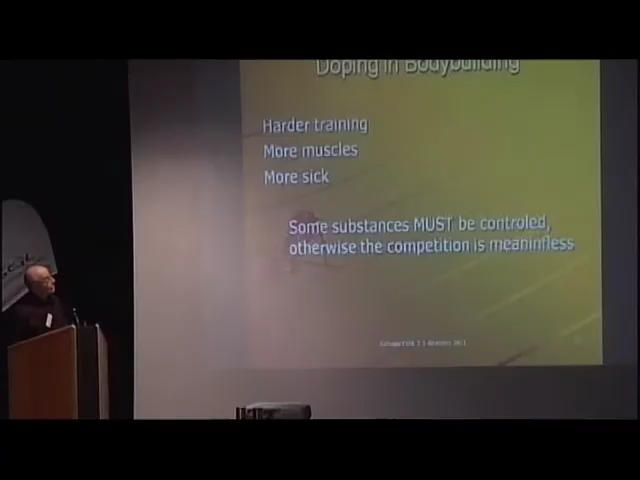 Doping in Bodybuilding
Harder training
More muscles
More sick
Some substances MUST be controled,
otherwise the competition is meaninfless